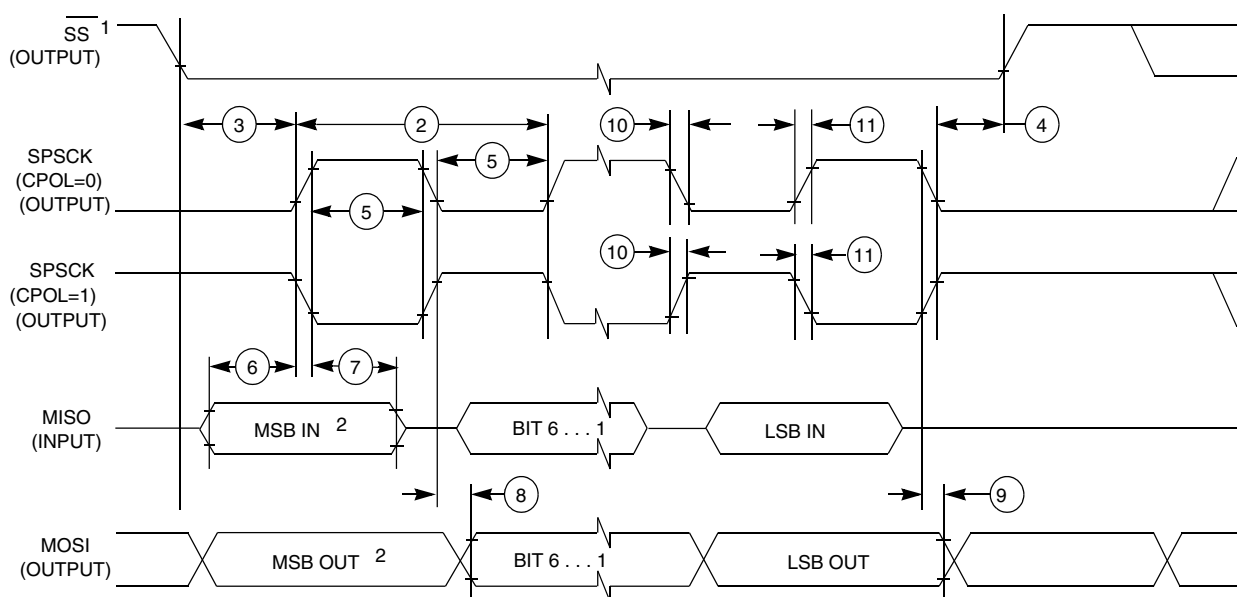 SS 1
(OUTPUT)
3
2
10
11
4
SPSCK
(CPOL=0)
(OUTPUT)
5
5
SPSCK
(CPOL=1)
(OUTPUT)
10
11
6
7
MISO
(INPUT)
MSB IN 2
BIT 6 . . . 1
LSB IN
8
9
MOSI
(OUTPUT)
MSB OUT 2
BIT 6 . . . 1
LSB OUT